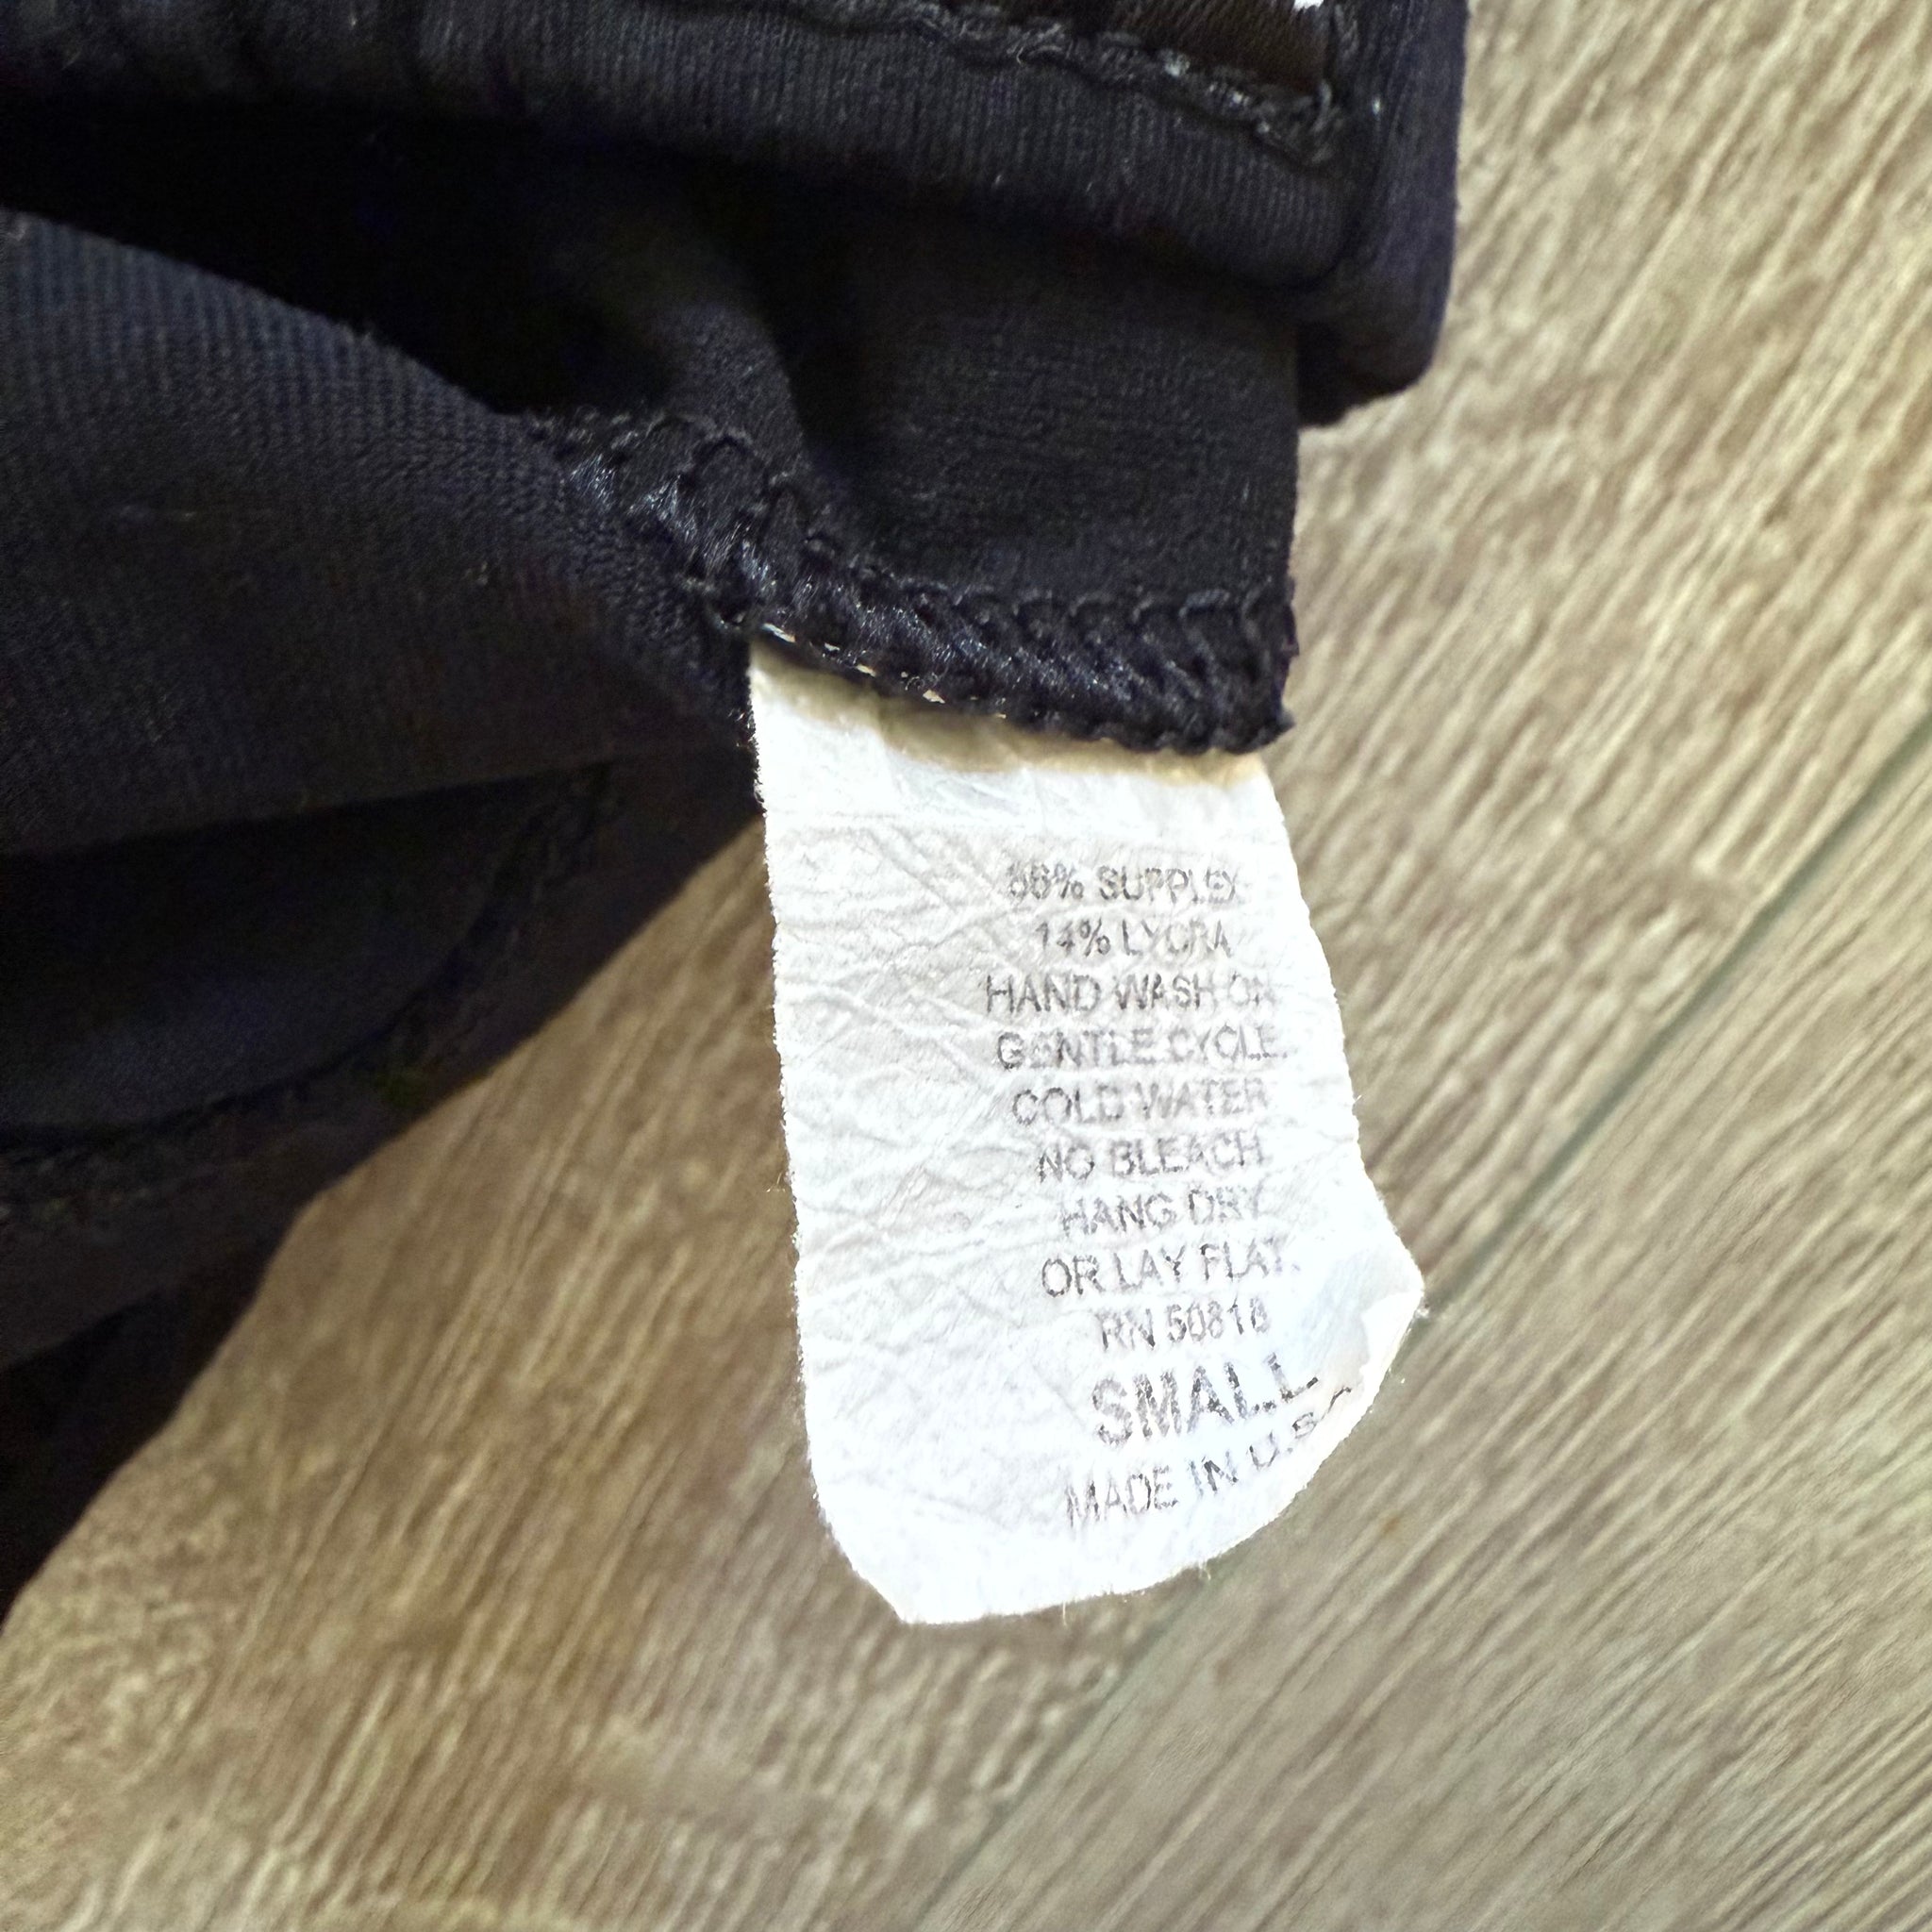 86% SUPPLEX
14% LYCRA
HAND WASH ON
GENTLE CYCLE.
COLD WATER
NO BLEACH
HANG DRY
OR LAY FLAT.
RN 50818
SMALL
MADE IN U.S.A